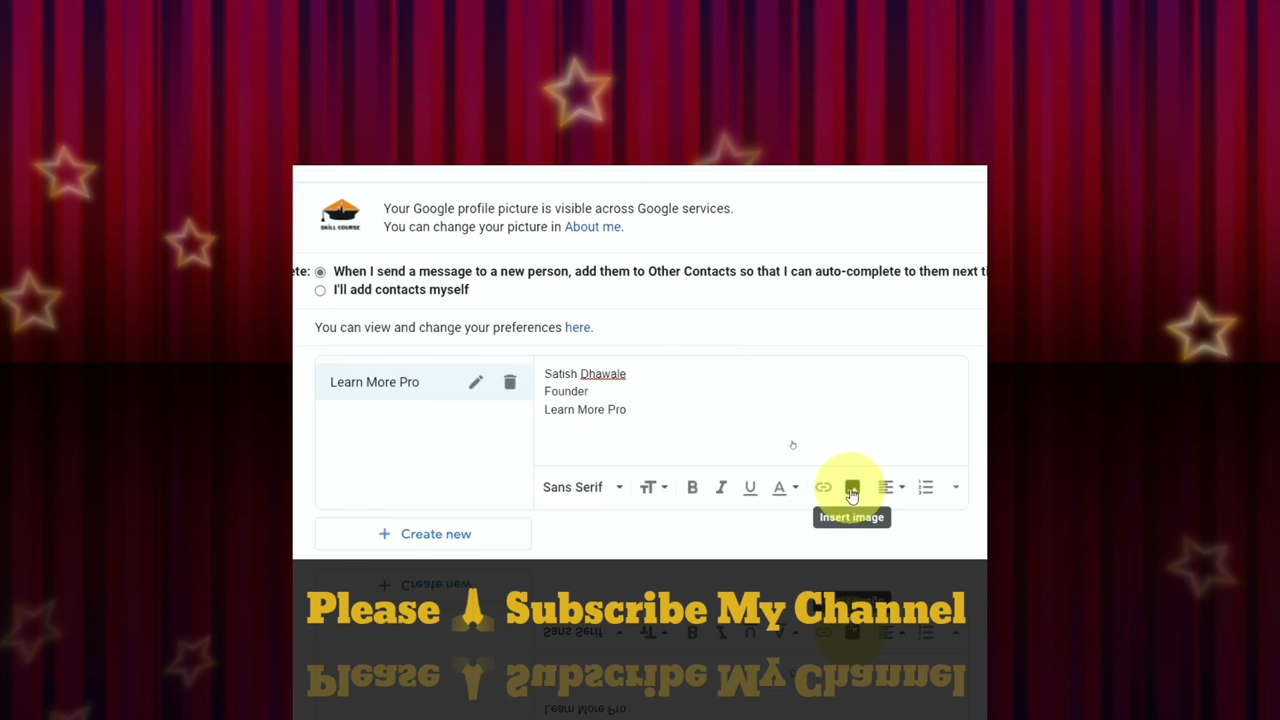 SKILL COURSE
Your Google profile picture is visible across Google services.
You can change your picture in About me.
ete:
When I send a message to a new person, add them to Other Contacts so that I can auto-complete to them next ti
I'll add contacts myself
You can view and change your preferences here.
Learn More Pro
Satish Dhawale
Founder
Learn More Pro
Sans Serif
B I U A
Insert image
+ Create new
Please 🙏 Subscribe My Channel